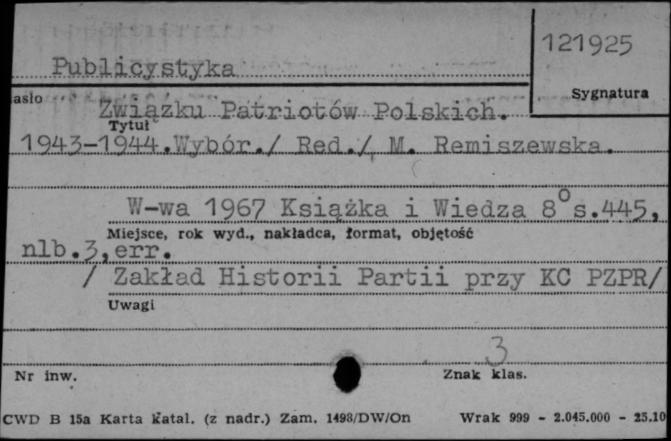 121925
Publicystyka
Sygnatura
asło
Związku Patriotów Polskich.
Tytuł
1943-1944.Wybór./ Red./ M. Remiszewska.
W-wa 1967 Książka i Wiedza 8° s.445,
Miejsce, rok wyd., nakładca, format, objętość
nlb.3,err.
/ Zakład Historii Partii przy KC PZPR/
Uwagi
3
Nr inw.
Znak klas.
CWD B 15a Karta katal. (z nadr.) Zam. 1498/DW/On Wrak 999 - 2.045.000 - 25.10